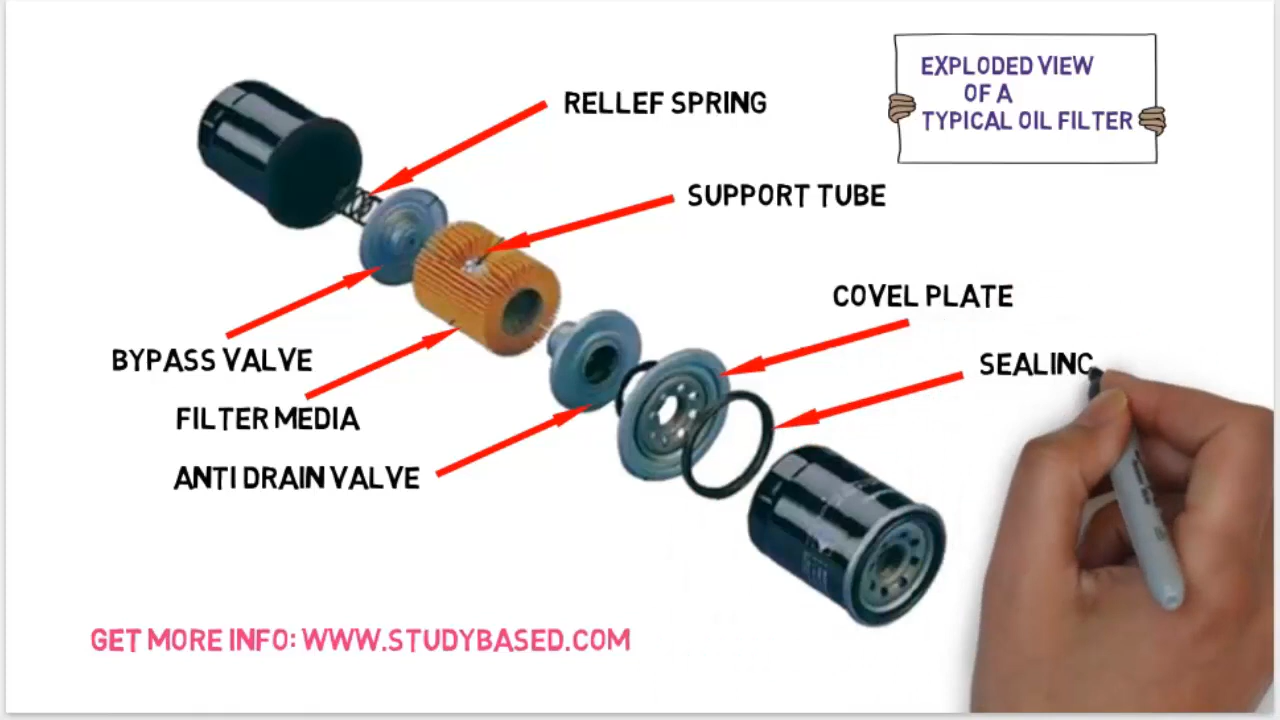 EXPLODED VIEW
OF A
TYPICAL OIL FILTER
RELLEF SPRING
SUPPORT TUBE
COVEL PLATE
SEALING
BYPASS VALVE
FILTER MEDIA
ANTI DRAIN VALVE
GET MORE INFO: WWW.STUDYBASED.COM